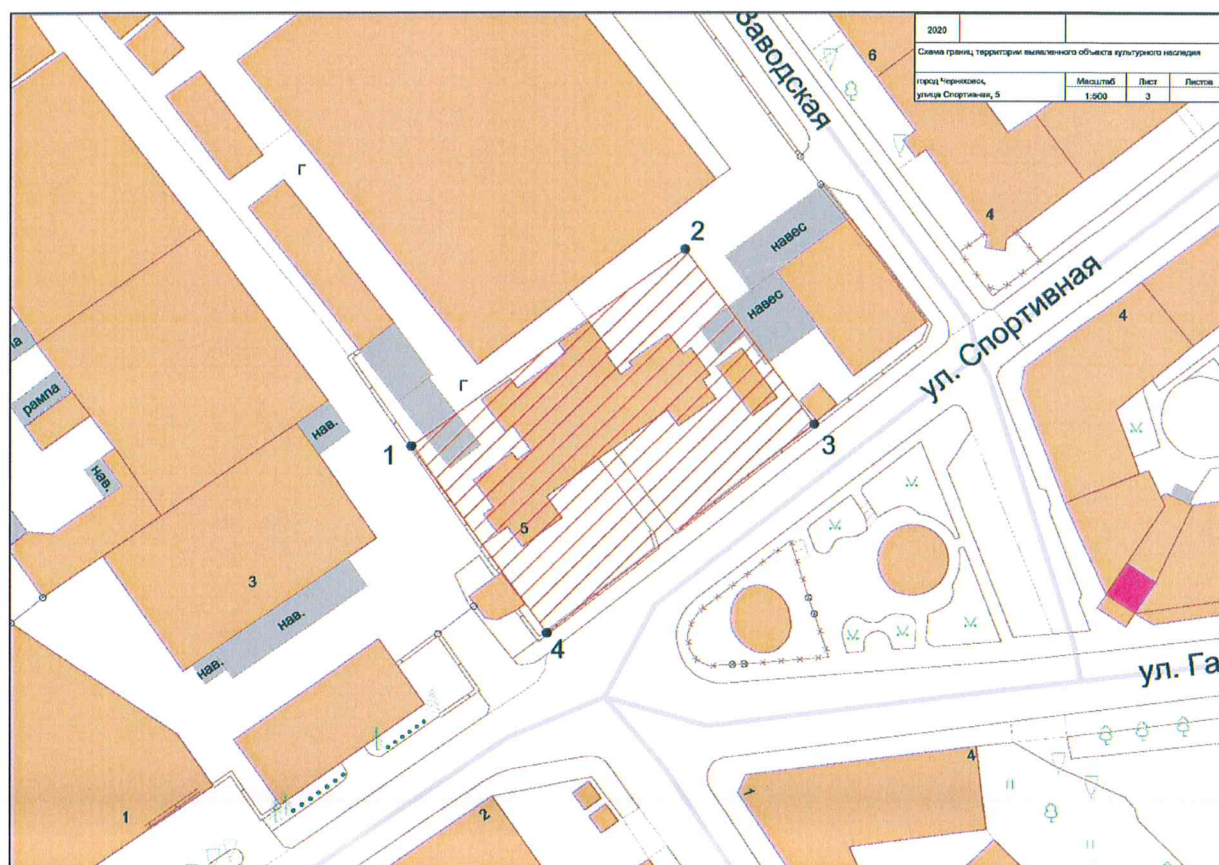 2020
Схема границ территории выявленного объекта культурного наследия
город Черняховск,
улица Спортивная, 5
Масштаб
Лист
Листов
1:500
3
Заводская
6
4
г
2
навес
навес
ул. Спортивная
4
г
1
3
рампа
нав.
нав.
5
3
нав.
нав.
4
ул. Га
1
2
1
4